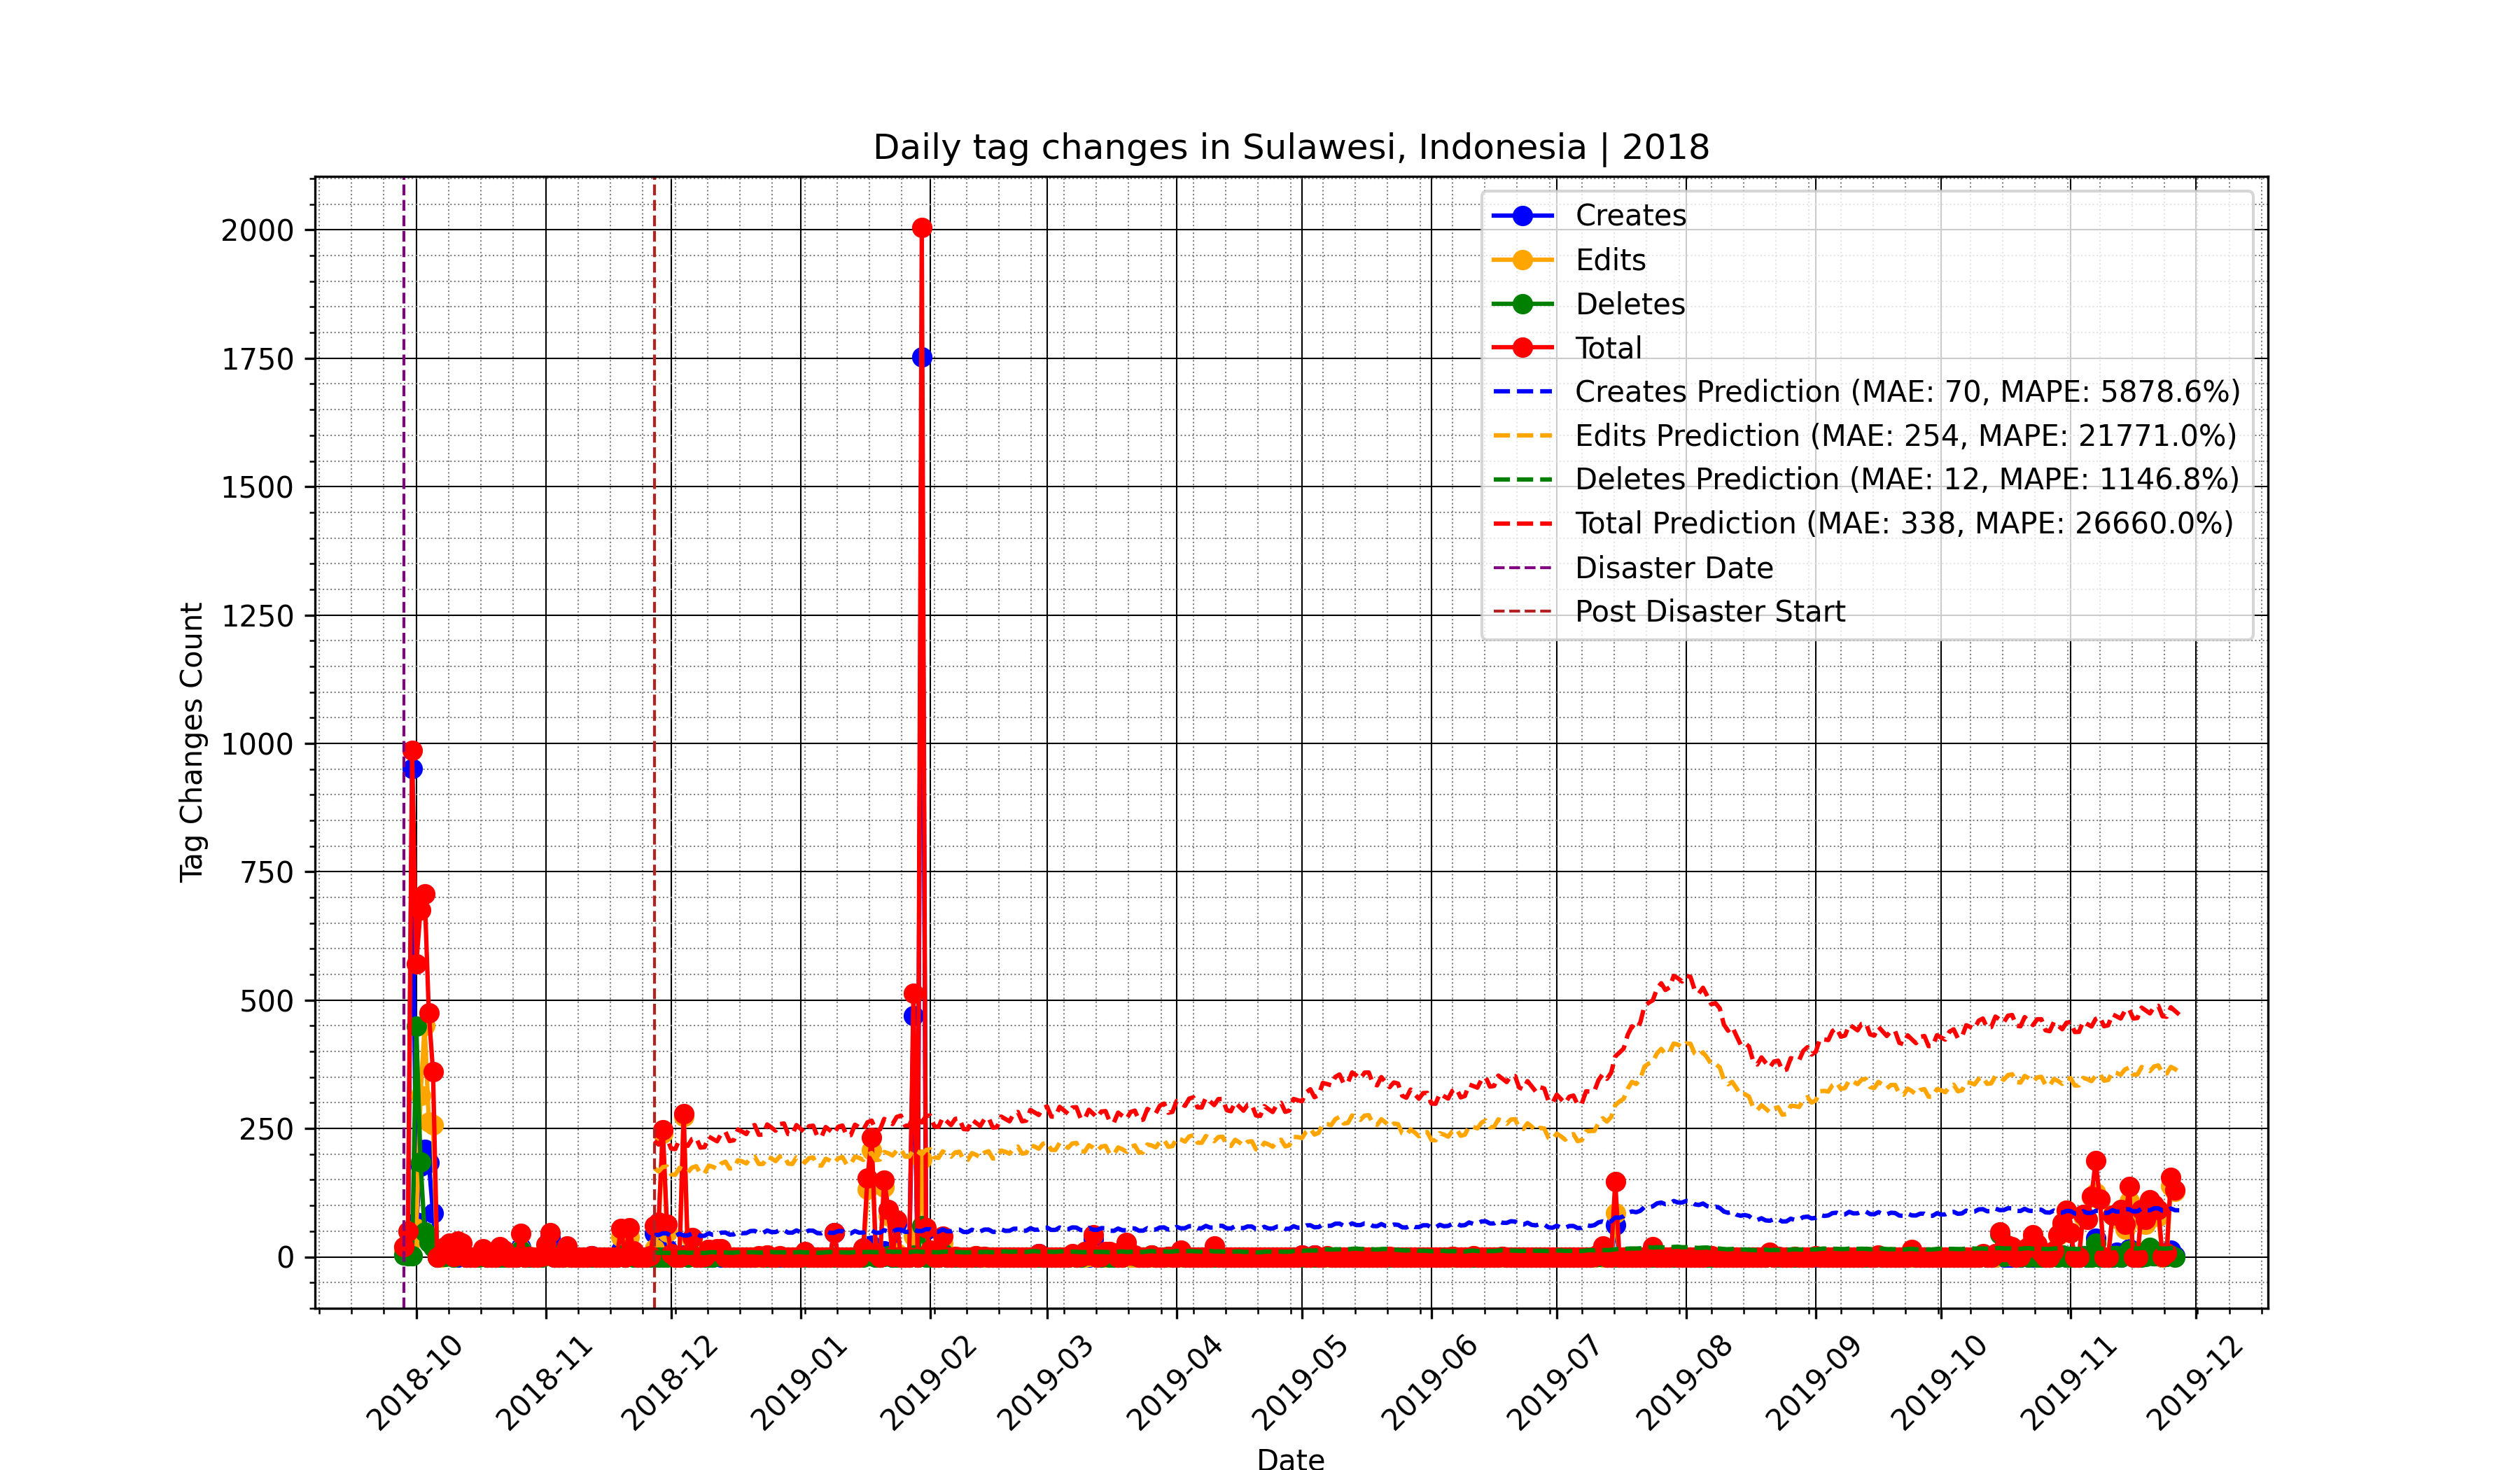 Daily tag changes in Sulawesi, Indonesia | 2018
Creates
Edits
Deletes
Total
Creates Prediction (MAE: 70, MAPE: 5878.6%)
Edits Prediction (MAE: 254, MAPE: 21771.0%)
Deletes Prediction (MAE: 12, MAPE: 1146.8%)
Total Prediction (MAE: 338, MAPE: 26660.0%)
Disaster Date
Post Disaster Start
Tag Changes Count
2000
1750
1500
1250
1000
750
500
250
0
2018-10
2018-11
2018-12
2019-01
2019-02
2019-03
2019-04
2019-05
2019-06
2019-07
2019-08
2019-09
2019-10
2019-11
2019-12
Date